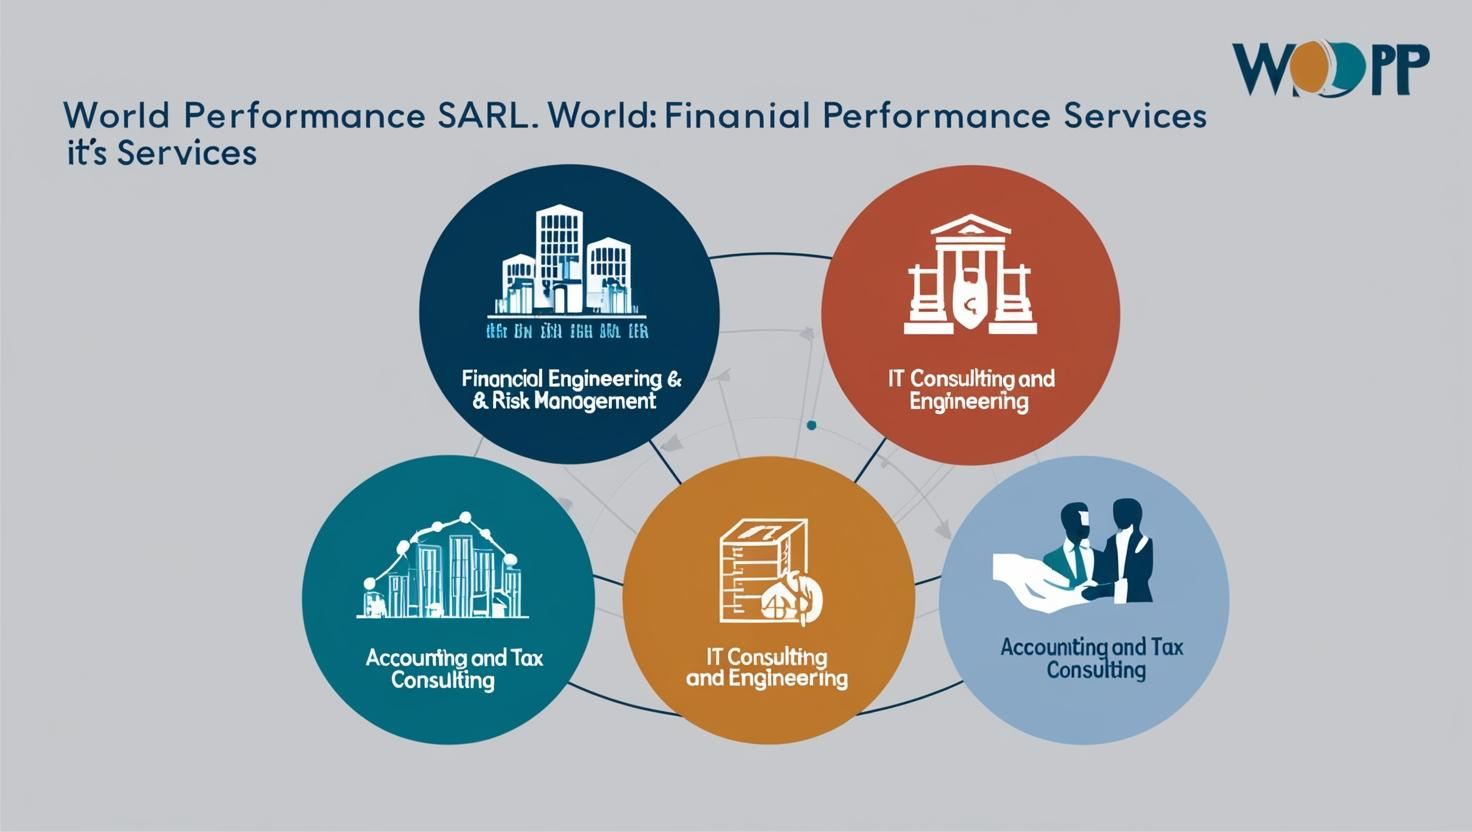 WOPP
World Performance SARL. World: Finanial Performance Services
it's Services
Financial Engineering &
& Risk Management
IT Consulting and
Engineering
Accounting and Tax
Consulting
IT Consulting
and Engineering
Accounting and Tax
Consulting